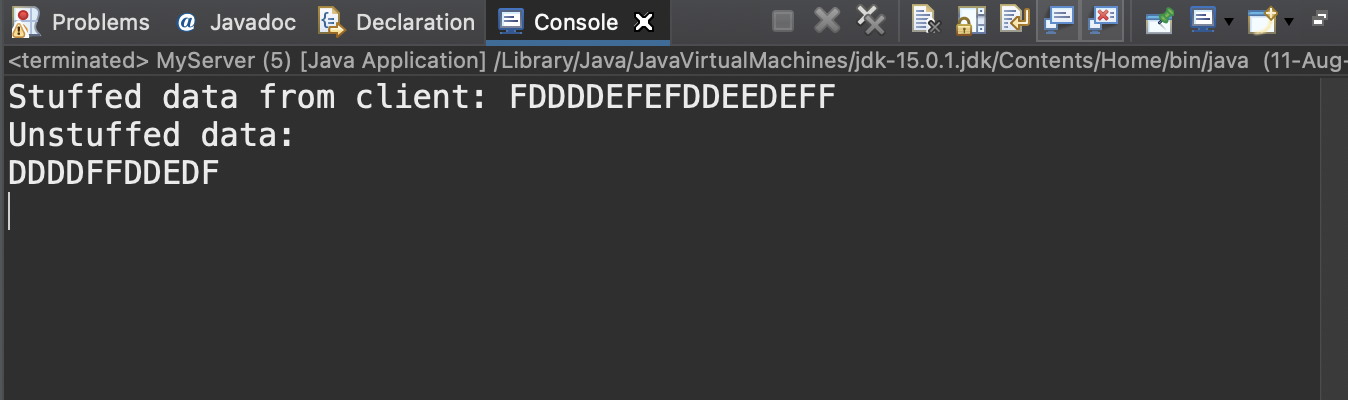 Problems @ Javadoc Declaration Console
<terminated> MyServer (5) [Java Application] /Library/Java/JavaVirtualMachines/jdk-15.0.1.jdk/Contents/Home/bin/java (11-Aug-
Stuffed data from client: FDDDDEFEFDDEEDEFF
Unstuffed data:
DDDDFFDDEDF